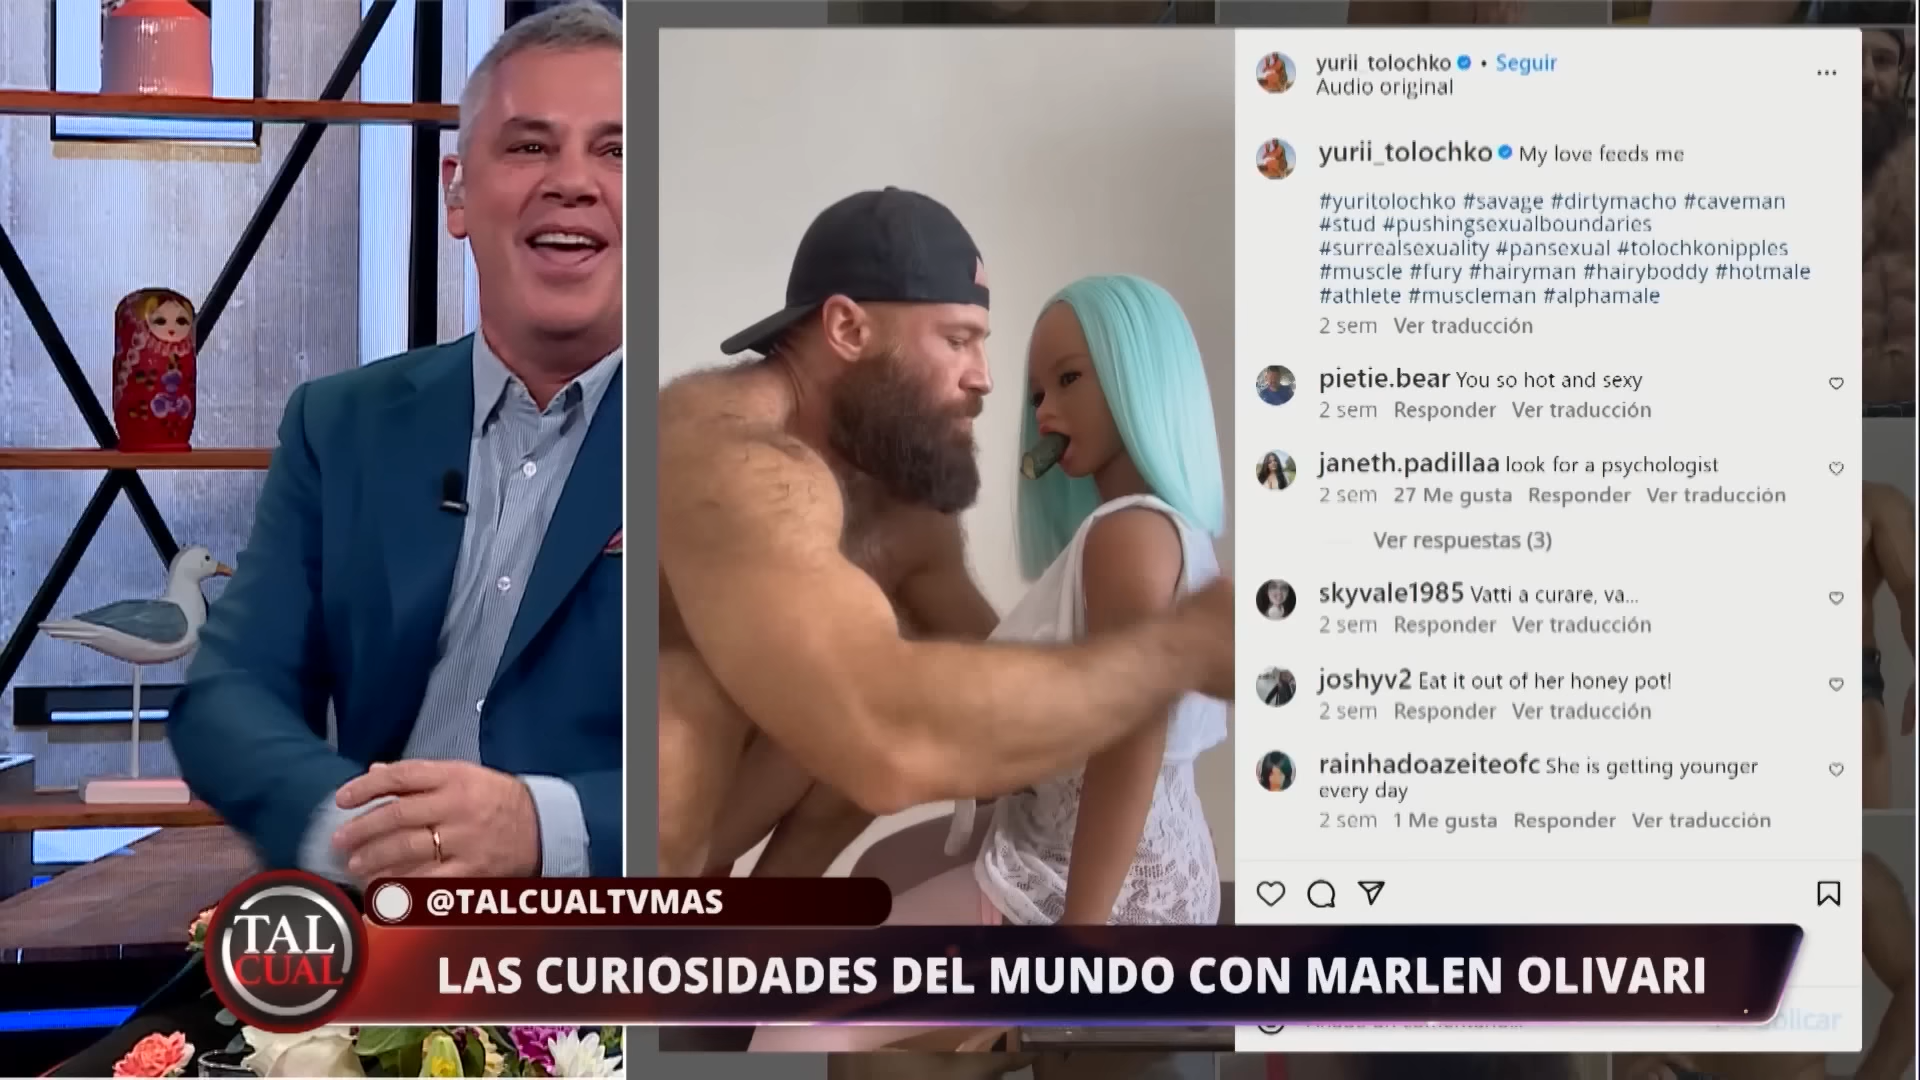 yurii_tolochko • Seguir
Audio original
yurii_tolochko My love feeds me
#yuritolochko #savage #dirtymacho #caveman
#stud #pushingsexualboundaries
#surrealsexuality #pansexual #tolochkonipples
#muscle #fury #hairyman #hairyboddy #hotmale
#athlete #muscleman #alphamale
2 sem Ver traducción
pietie.bear You so hot and sexy
2 sem Responder Ver traducción
janeth.padillaa look for a psychologist
2 sem 27 Me gusta Responder Ver traducción
Ver respuestas (3)
skyvale1985 Vatti a curare, va...
2 sem Responder Ver traducción
joshyv2 Eat it out of her honey pot!
2 sem Responder Ver traducción
rainhadoazeiteofc She is getting younger
every day
2 sem 1 Me gusta Responder Ver traducción
@TALCUALTVMAS
TAL
CUAL
LAS CURIOSIDADES DEL MUNDO CON MARLEN OLIVARI